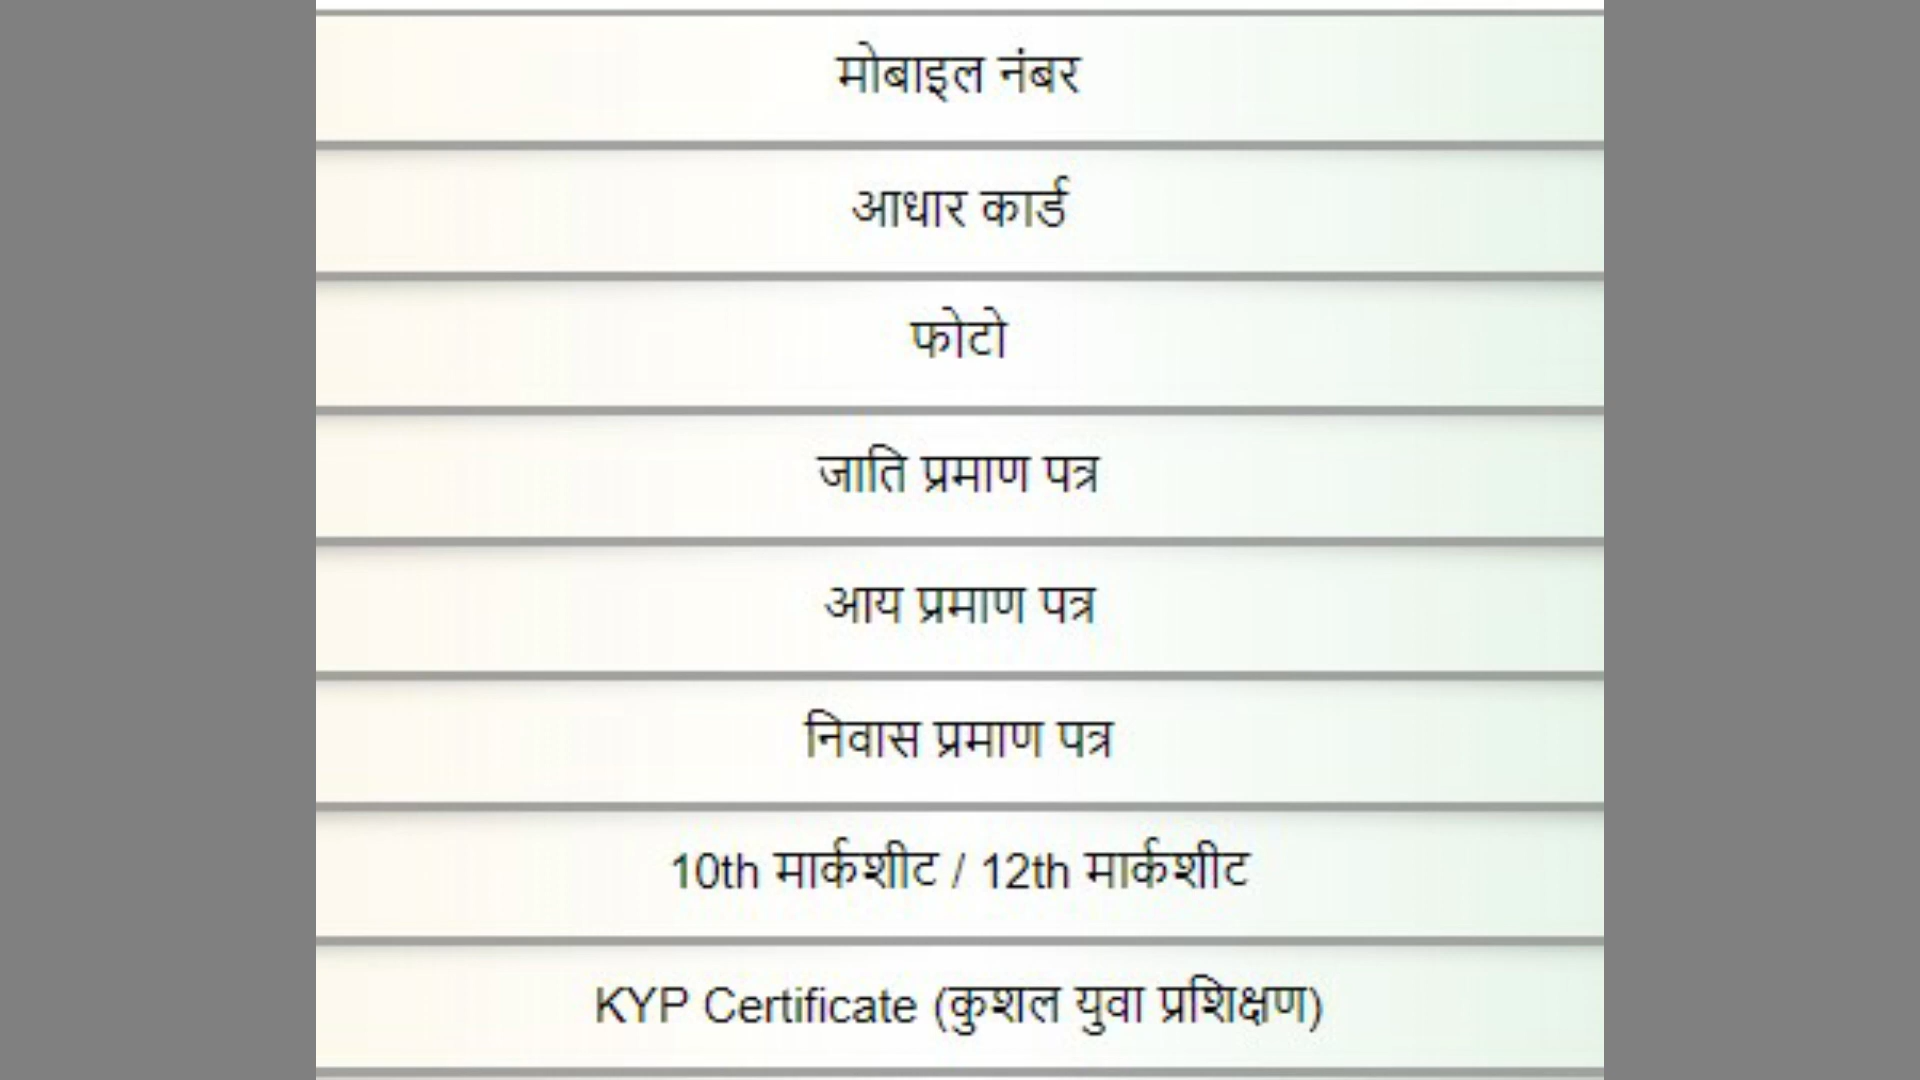 मोबाइल नंबर
आधार कार्ड
फोटो
जाति प्रमाण पत्र
आय प्रमाण पत्र
निवास प्रमाण पत्र
10th मार्कशीट / 12th मार्कशीट
KYP Certificate (कुशल युवा प्रशिक्षण)